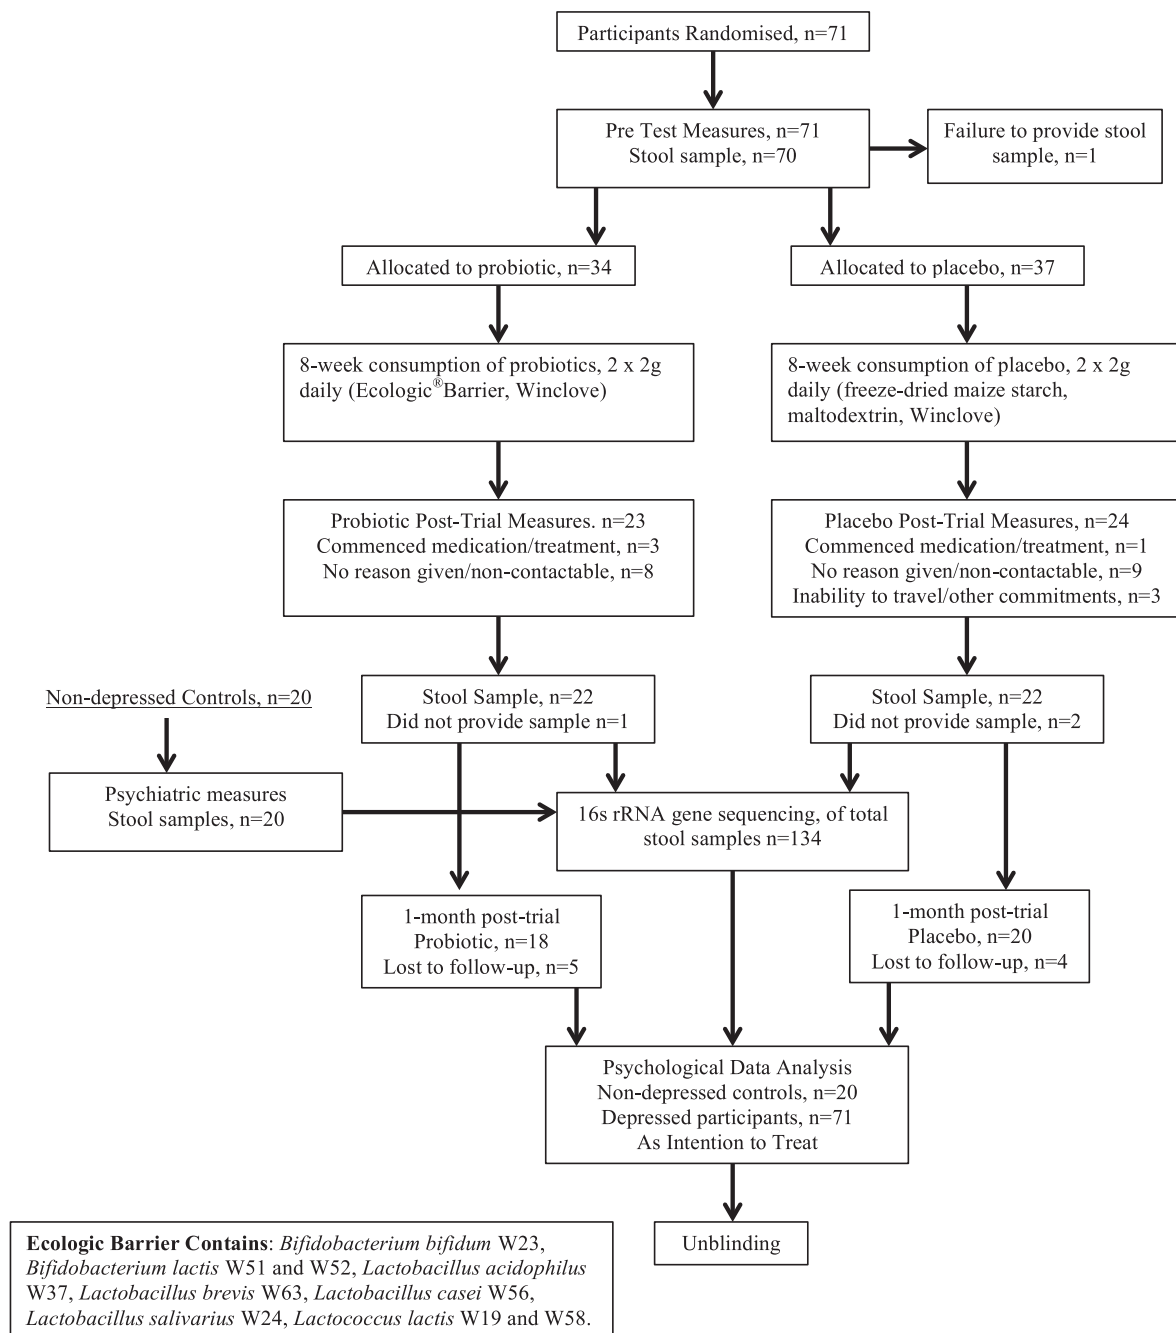 Participants Randomised, n=71
Pre Test Measures, n=71
Stool sample, n=70
Failure to provide stool
sample, n=1
Allocated to probiotic, n=34
Allocated to placebo, n=37
8-week consumption of probiotics, 2 x 2g
daily (Ecologic®Barrier, Winclove)
8-week consumption of placebo, 2 x 2g
daily (freeze-dried maize starch,
maltodextrin, Winclove)
Probiotic Post-Trial Measures. n=23
Commenced medication/treatment, n=3
No reason given/non-contactable, n=8
Placebo Post-Trial Measures, n=24
Commenced medication/treatment, n=1
No reason given/non-contactable, n=9
Inability to travel/other commitments, n=3
Non-depressed Controls, n=20
Stool Sample, n=22
Did not provide sample n=1
Stool Sample, n=22
Did not provide sample, n=2
Psychiatric measures
Stool samples, n=20
16s rRNA gene sequencing, of total
stool samples n=134
1-month post-trial
Probiotic, n=18
Lost to follow-up, n=5
1-month post-trial
Placebo, n=20
Lost to follow-up, n=4
Psychological Data Analysis
Non-depressed controls, n=20
Depressed participants, n=71
As Intention to Treat
Unblinding
Ecologic Barrier Contains: Bifidobacterium bifidum W23,
Bifidobacterium lactis W51 and W52, Lactobacillus acidophilus
W37, Lactobacillus brevis W63, Lactobacillus casei W56,
Lactobacillus salivarius W24, Lactococcus lactis W19 and W58.